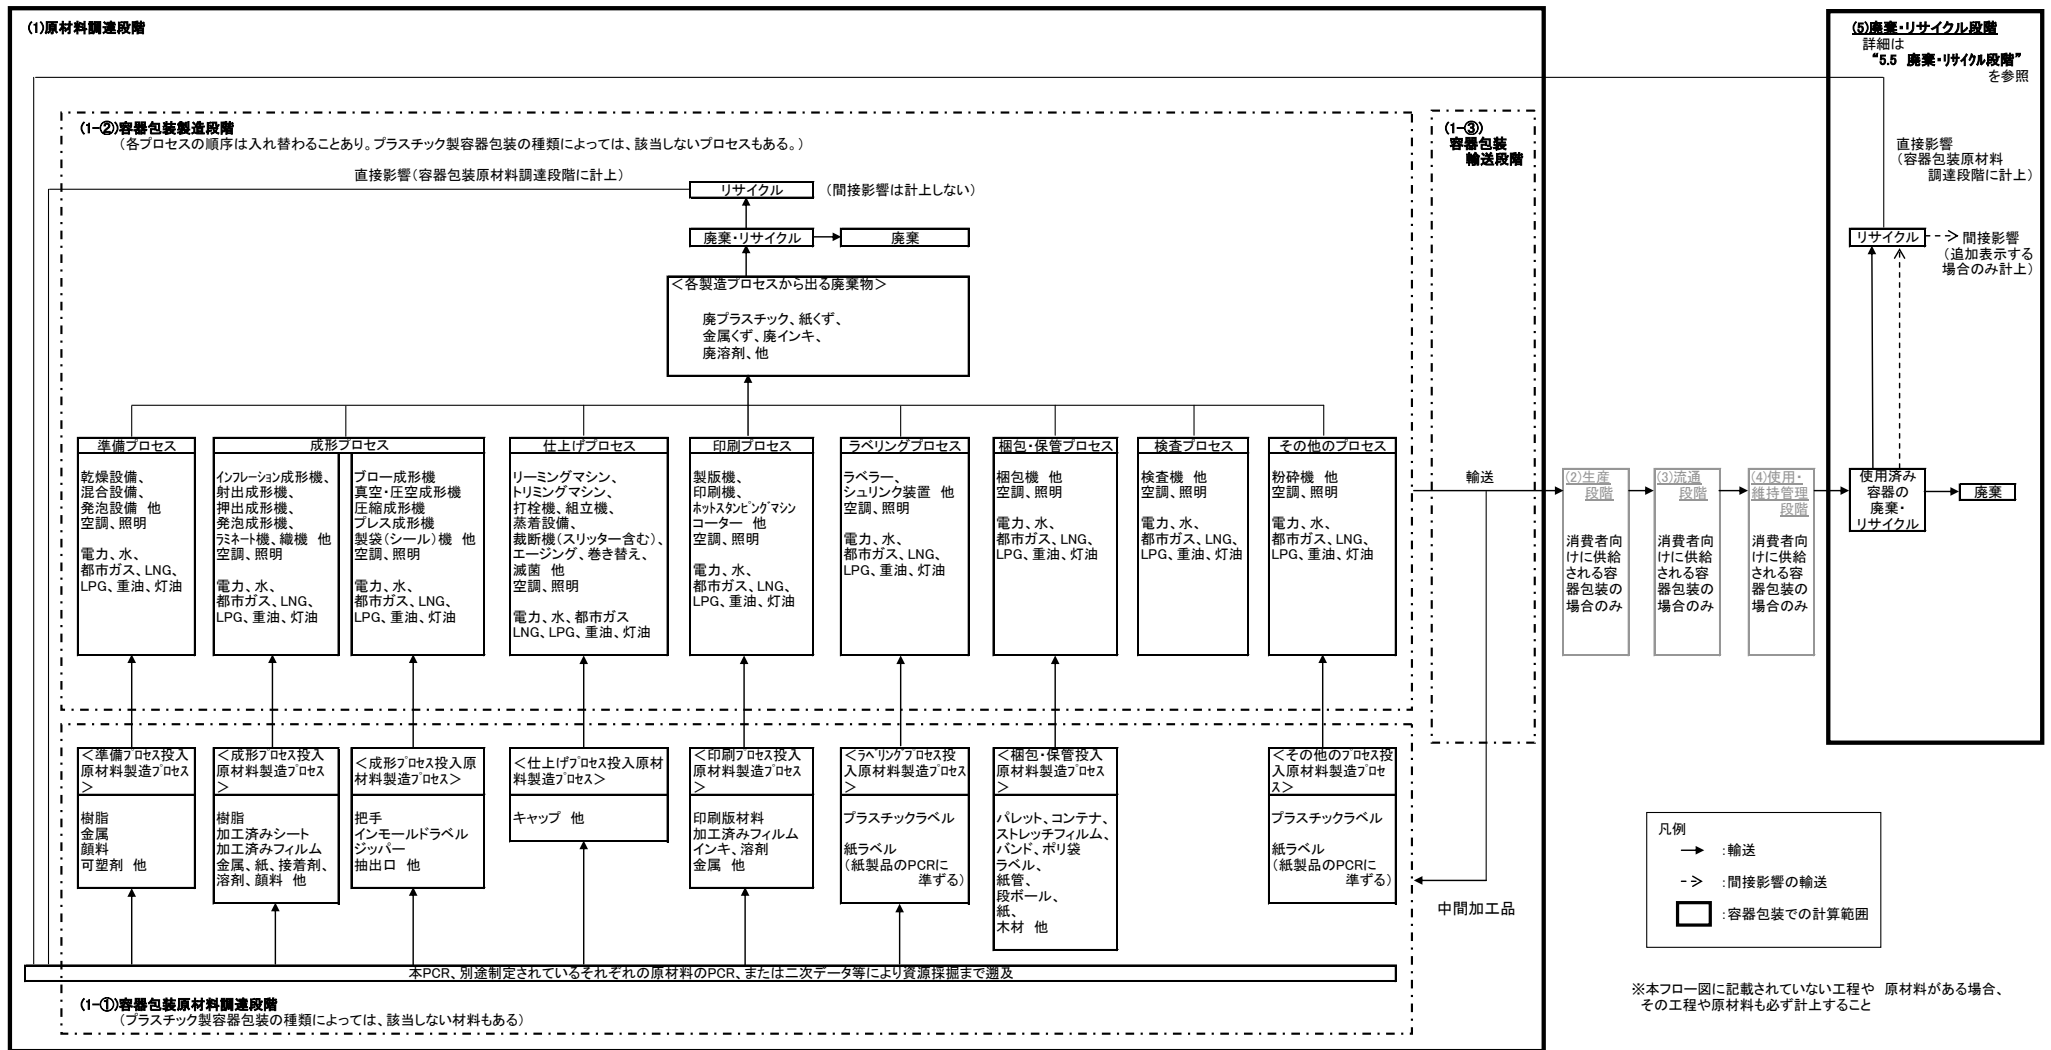 (1)原材料調達段階
(5)廃棄・リサイクル段階
詳細は
“5.5 廃棄・リサイクル段階”
を参照
(1-②)容器包装製造段階
(各プロセスの順序は入れ替わることあり。プラスチック製容器包装の種類によっては、該当しないプロセスもある。)
(1-③)
容器包装
輸送段階
直接影響(容器包装原材料調達段階に計上)
リサイクル
(間接影響は計上しない)
廃棄・リサイクル
廃棄
<各製造プロセスから出る廃棄物>
廃プラスチック、紙くず、
金属くず、廃インキ、
廃溶剤、他
直接影響
(容器包装原材料
調達段階に計上)
リサイクル
間接影響
(追加表示する
場合のみ計上)
準備プロセス
乾燥設備、
混合設備、
発泡設備 他
空調、照明
電力、水、
都市ガス、LNG、
LPG、重油、灯油
成形プロセス
インフレーション成形機、
射出成形機、
押出成形機、
発泡成形機、
ラミネート機、織機 他
空調、照明
電力、水、
都市ガス、LNG、
LPG、重油、灯油
ブロー成形機
真空・圧空成形機
圧縮成形機
プレス成形機
製袋(シール)機 他
空調、照明
電力、水、
都市ガス、LNG、
LPG、重油、灯油
仕上げプロセス
リーミングマシン、
トリミングマシン、
打栓機、組立機、
蒸着設備、
裁断機(スリッター含む)、
エージング、巻き替え、
滅菌 他
空調、照明
電力、水、都市ガス
LNG、LPG、重油、灯油
印刷プロセス
製版機、
印刷機、
ホットスタンピングマシン
コーター 他
空調、照明
電力、水、
都市ガス、LNG、
LPG、重油、灯油
ラベリングプロセス
ラベラー、
シュリンク装置 他
空調、照明
電力、水、
都市ガス、LNG、
LPG、重油、灯油
梱包・保管プロセス
梱包機 他
空調、照明
電力、水、
都市ガス、LNG、
LPG、重油、灯油
検査プロセス
検査機 他
空調、照明
電力、水、
都市ガス、LNG、
LPG、重油、灯油
その他のプロセス
粉砕機 他
空調、照明
電力、水、
都市ガス、LNG、
LPG、重油、灯油
輸送
(2)生産
段階
消費者向
けに供給
される容
器包装の
場合のみ
(3)流通
段階
消費者向
けに供給
される容
器包装の
場合のみ
(4)使用・
維持管理
段階
消費者向
けに供給
される容
器包装の
場合のみ
使用済み
容器の
廃棄・
リサイクル
廃棄
<準備プロセス投入
原材料製造プロセス
>
樹脂
金属
顔料
可塑剤 他
<成形プロセス投入
原材料製造プロセス
>
樹脂
加工済みシート
加工済みフィルム
金属、紙、接着剤、
溶剤、顔料 他
<成形プロセス投入原
材料製造プロセス>
把手
インモールドラベル
ジッパー
抽出口 他
<仕上げプロセス投入原材
料製造プロセス>
キャップ 他
<印刷プロセス投入
原材料製造プロセス
>
印刷版材料
加工済みフィルム
インキ、溶剤
金属 他
<ラベリングプロセス投
入原材料製造プロセス
>
プラスチックラベル
紙ラベル
(紙製品のPCRに
準ずる)
<梱包・保管投入
原材料製造プロセス
>
パレット、コンテナ、
ストレッチフィルム、
バンド、ポリ袋
ラベル、
紙管、
段ボール、
紙、
木材 他
<その他のプロセス投
入原材料製造プロセ
ス>
プラスチックラベル
紙ラベル
(紙製品のPCRに
準ずる)
中間加工品
本PCR、別途制定されているそれぞれの原材料のPCR、または二次データ等により資源採掘まで遡及
(1-①)容器包装原材料調達段階
(プラスチック製容器包装の種類によっては、該当しない材料もある)
凡例
:輸送
:間接影響の輸送
:容器包装での計算範囲
※本フロー図に記載されていない工程や 原材料がある場合、
その工程や原材料も必ず計上すること